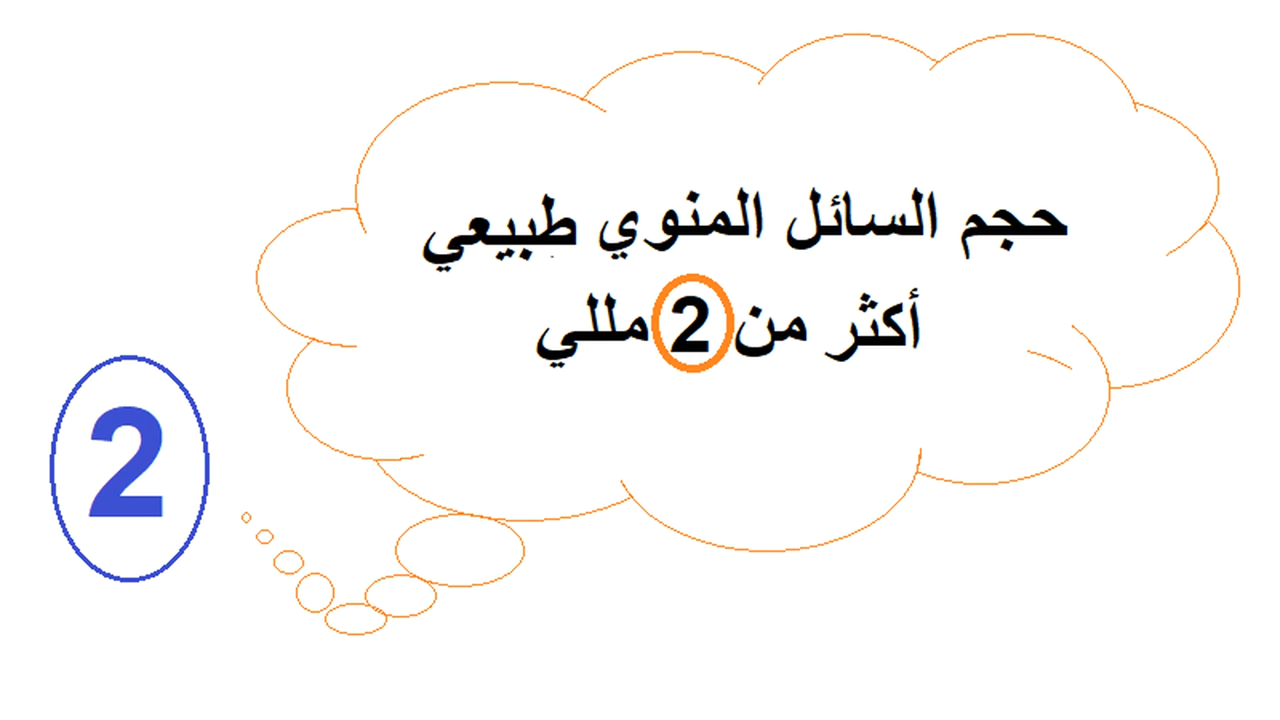 حجم السائل المنوي طبيعي
أكثر من 2 مللي
2